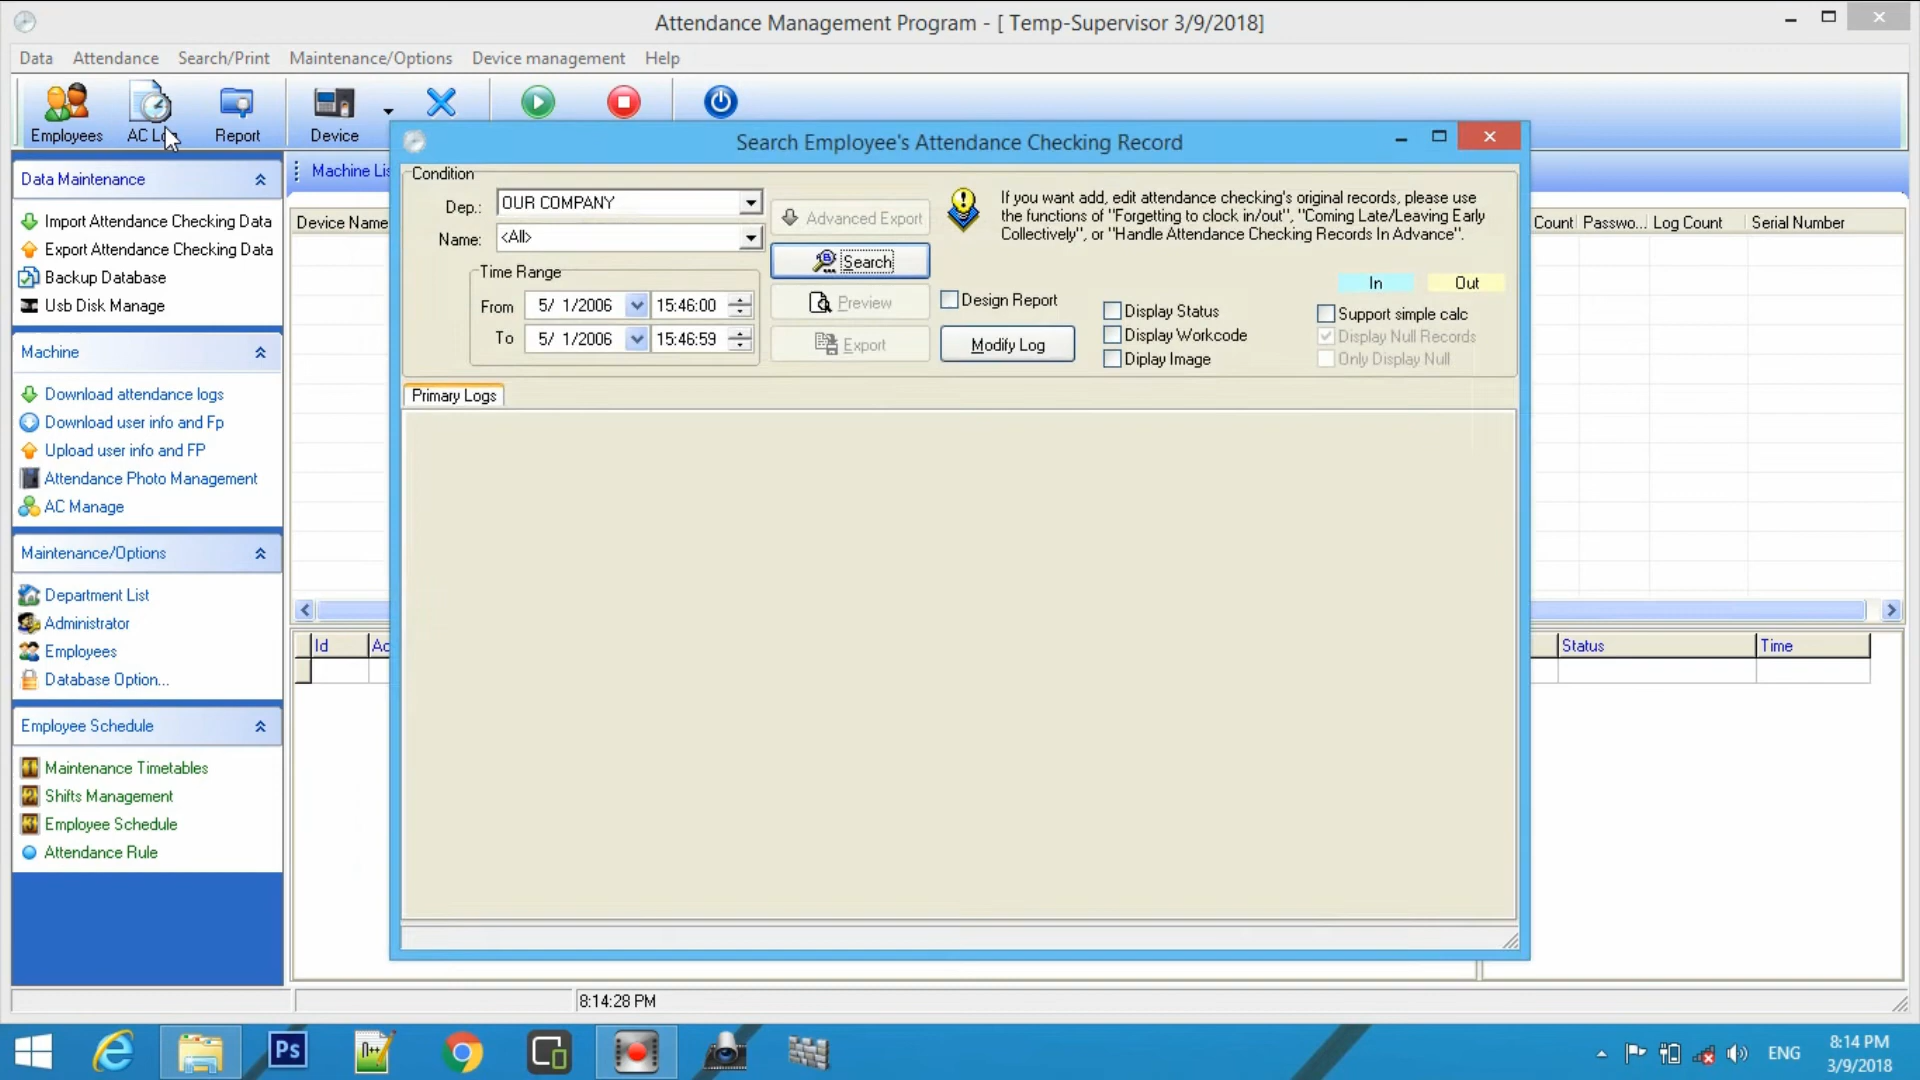 Attendance Management Program - [ Temp-Supervisor 3/9/2018]
Data Attendance Search/Print Maintenance/Options Device management Help
Employees AC Report Device
Search Employee's Attendance Checking Record
Data Maintenance
Import Attendance Checking Data
Export Attendance Checking Data
Backup Database
Usb Disk Manage
Machine
Download attendance logs
Download user info and Fp
Upload user info and FP
Attendance Photo Management
AC Manage
Maintenance/Options
Department List
Administrator
Employees
Database Option...
Employee Schedule
Maintenance Timetables
Shifts Management
Employee Schedule
Attendance Rule
Machine
Device Name
Count Passwo... Log Count Serial Number
Condition
Dep.: OUR COMPANY
Name: <All>
Time Range
From 5/ 1/2006 15:46:00
To 5/ 1/2006 15:46:59
Advanced Export
Search
Preview
Export
Design Report
Modify Log
If you want add, edit attendance checking's original records, please use
the functions of "Forgetting to clock in/out", "Coming Late/Leaving Early
Collectively", or "Handle Attendance Checking Records In Advance".
In Out
Display Status
Display Workcode
Diplay Image
Support simple calc
Display Null Records
Only Display Null
Primary Logs
Id
Status Time
8:14:28 PM
Ps
n++
ENG
8:14 PM
3/9/2018